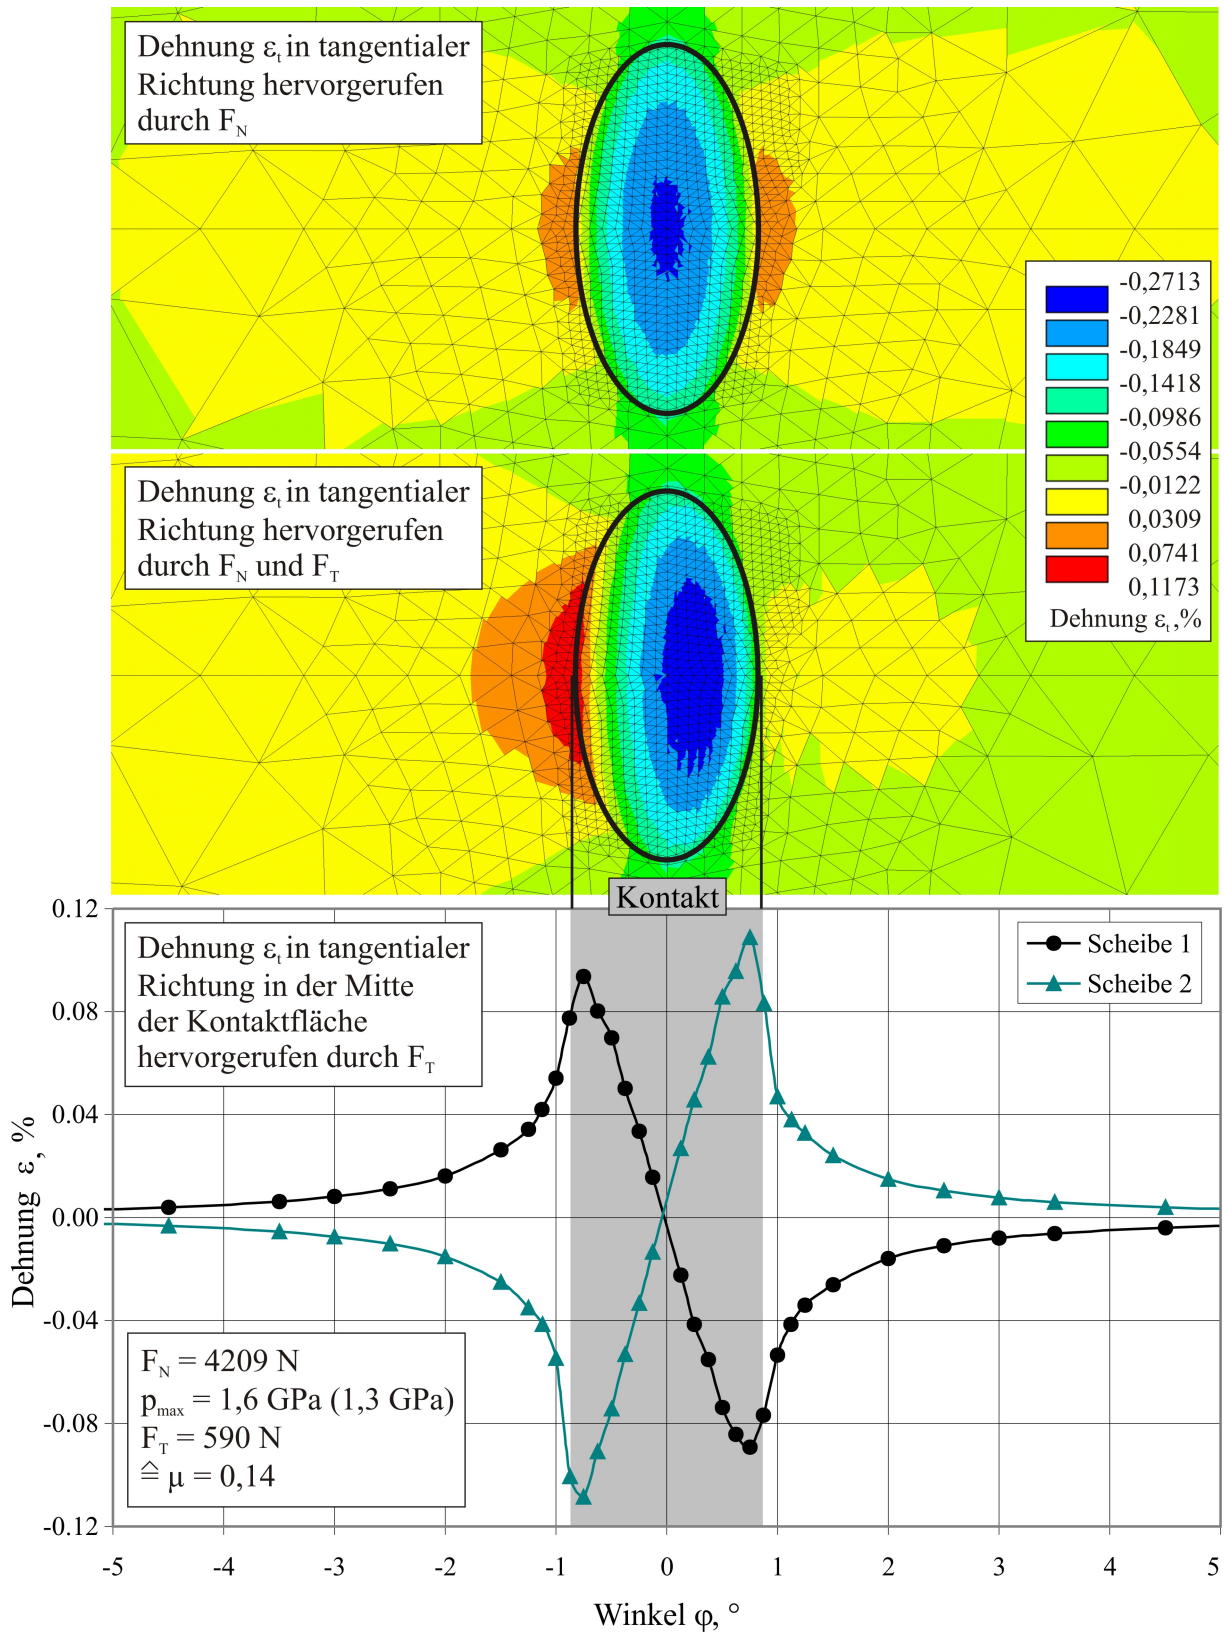 Dehnung εt in tangentialer
Richtung hervorgerufen
durch FN
-0,2713
-0,2281
-0,1849
-0,1418
-0,0986
-0,0554
-0,0122
0,0309
0,0741
0,1173
Dehnung εt,%
Dehnung εt in tangentialer
Richtung hervorgerufen
durch FN und FT
Kontakt
Dehnung εt in tangentialer
Richtung in der Mitte
der Kontaktfläche
hervorgerufen durch FT
Scheibe 1
Scheibe 2
0.12
0.08
0.04
0.00
-0.04
-0.08
-0.12
Dehnung ε, %
FN = 4209 N
pmax = 1,6 GPa (1,3 GPa)
FT = 590 N
≙ μ = 0,14
-5 -4 -3 -2 -1 0 1 2 3 4 5
Winkel φ, °